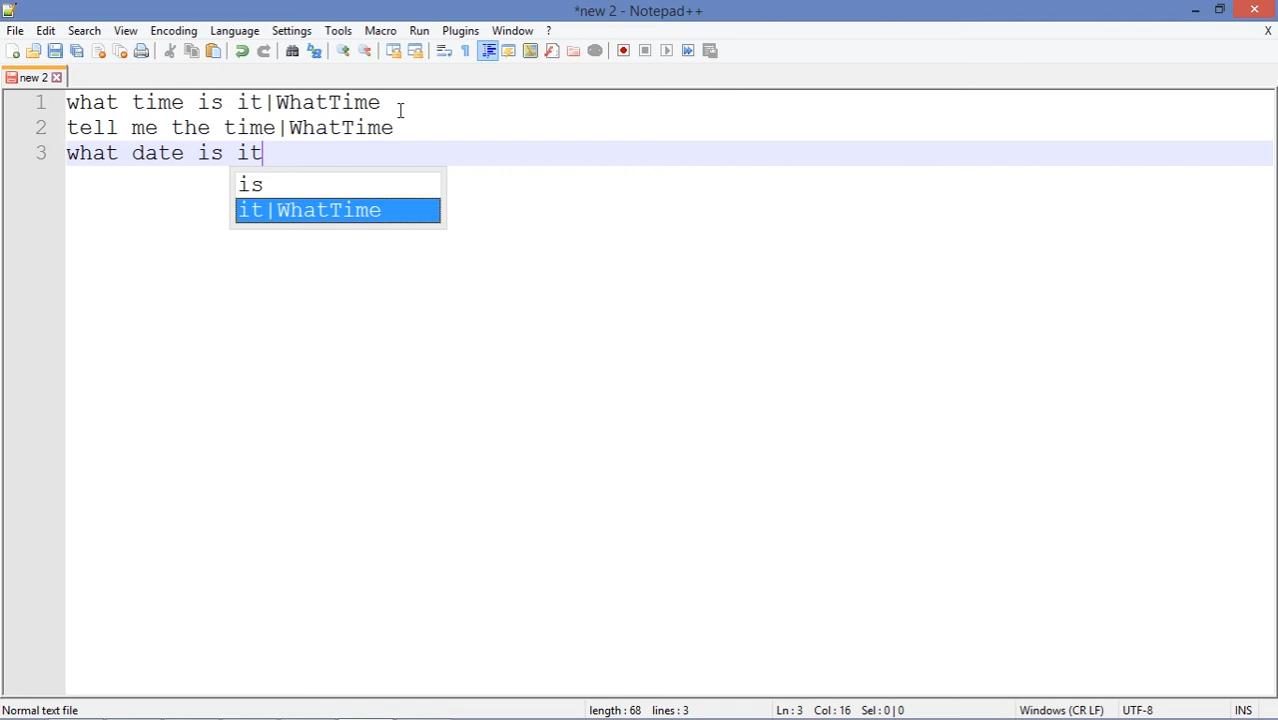 *new 2 - Notepad++
File Edit Search View Encoding Language Settings Tools Macro Run Plugins Window ? X
new 2
1 what time is it|WhatTime
2 tell me the time|WhatTime
3 what date is it
is
it|WhatTime
Normal text file length : 68 lines : 3 Ln : 3 Col : 16 Sel : 0 | 0 Windows (CR LF) UTF-8 INS